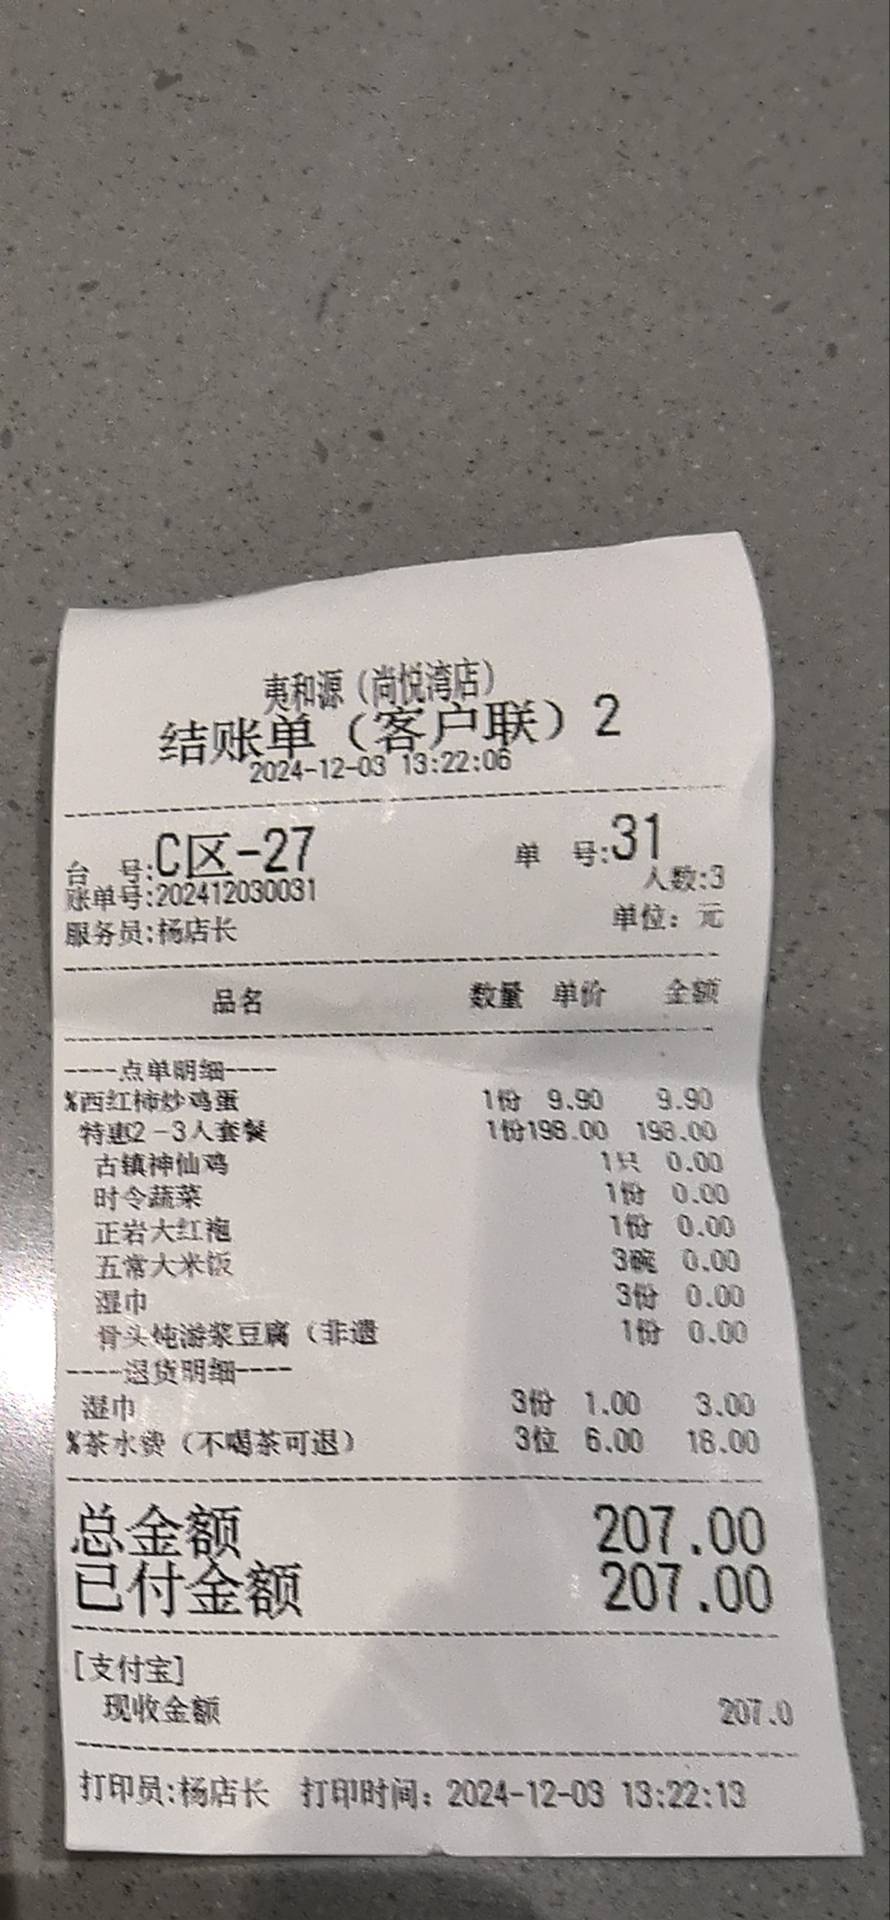 夷和源（尚悦湾店）
结账单（客户联）2
2024-12-03 13:22:06
台 号:C区-27 单 号:31
账单号:202412030031 人数:3
服务员:杨店长 单位：元
品名 数量 单价 金额
----点单明细----
%西红柿炒鸡蛋 1份 9.90 9.90
特惠2-3人套餐 1份198.00 198.00
古镇神仙鸡 1只 0.00
时令蔬菜 1份 0.00
正岩大红袍 1份 0.00
五常大米饭 3碗 0.00
湿巾 3份 0.00
骨头炖游浆豆腐（非遗 1份 0.00
----退货明细----
湿巾 3份 1.00 3.00
%茶水费（不喝茶可退） 3位 6.00 18.00
总金额 207.00
已付金额 207.00
[支付宝]
现收金额 207.0
打印员:杨店长 打印时间：2024-12-03 13:22:13